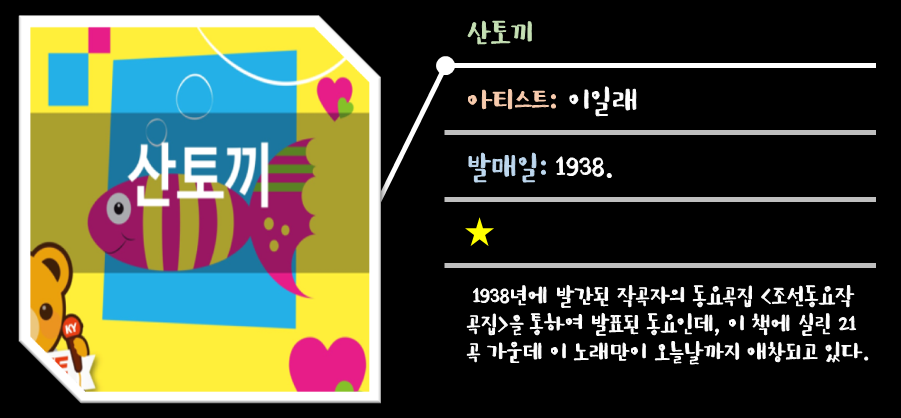 산토끼
산토끼
KY
아티스트: 이일래
발매일: 1938.
1938년에 발간된 작곡자의 동요곡집 <조선동요작
곡집>을 통하여 발표된 동요인데, 이 책에 실린 21
곡 가운데 이 노래만이 오늘날까지 애창되고 있다.